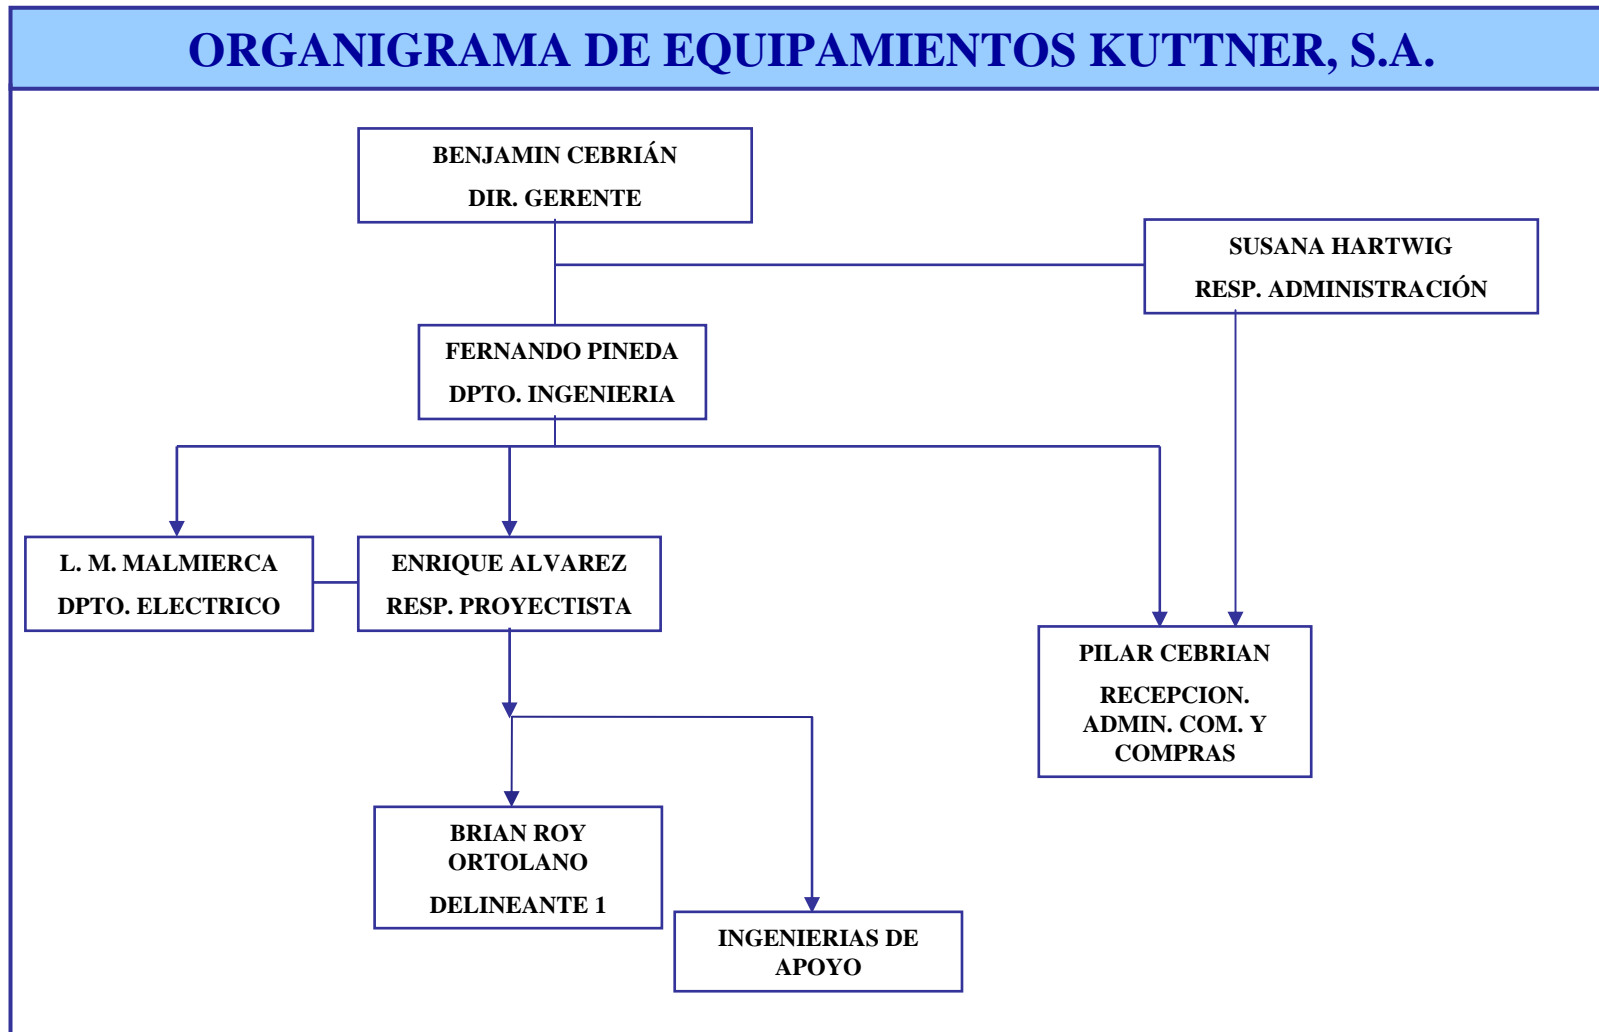 ORGANIGRAMA DE EQUIPAMIENTOS KUTTNER, S.A.
BENJAMIN CEBRIÁN
DIR. GERENTE
SUSANA HARTWIG
RESP. ADMINISTRACIÓN
FERNANDO PINEDA
DPTO. INGENIERIA
L. M. MALMIERCA
DPTO. ELECTRICO
ENRIQUE ALVAREZ
RESP. PROYECTISTA
PILAR CEBRIAN
RECEPCION.
ADMIN. COM. Y
COMPRAS
BRIAN ROY
ORTOLANO
DELINEANTE 1
INGENIERIAS DE
APOYO